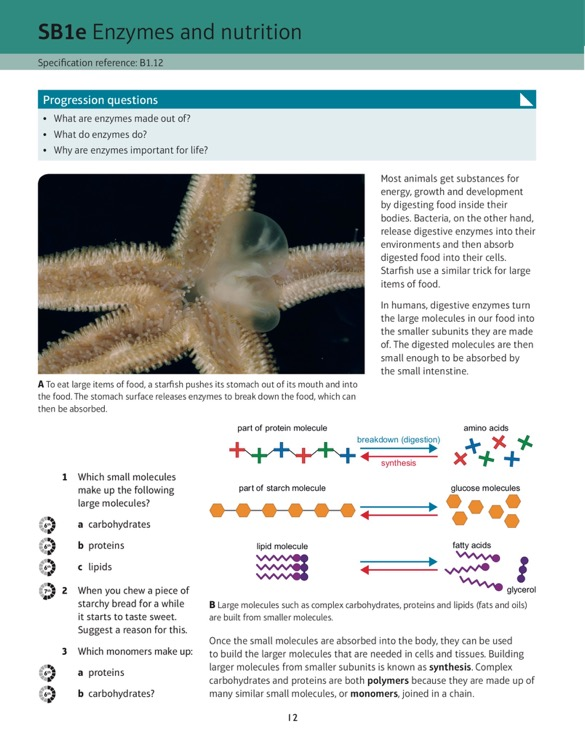 SB1e Enzymes and nutrition
Specification reference: B1.12
Progression questions
• What are enzymes made out of?
• What do enzymes do?
• Why are enzymes important for life?
Most animals get substances for
energy, growth and development
by digesting food inside their
bodies. Bacteria, on the other hand,
release digestive enzymes into their
environments and then absorb
digested food into their cells.
Starfish use a similar trick for large
items of food.
In humans, digestive enzymes turn
the large molecules in our food into
the smaller subunits they are made
of. The digested molecules are then
small enough to be absorbed by
the small intenstine.
A To eat large items of food, a starfish pushes its stomach out of its mouth and into
the food. The stomach surface releases enzymes to break down the food, which can
then be absorbed.
part of protein molecule
breakdown (digestion)
synthesis
amino acids
part of starch molecule
glucose molecules
lipid molecule
fatty acids
glycerol
B Large molecules such as complex carbohydrates, proteins and lipids (fats and oils)
are built from smaller molecules.
1 Which small molecules
make up the following
large molecules?
6th a carbohydrates
6th b proteins
6th c lipids
7th 2 When you chew a piece of
starchy bread for a while
it starts to taste sweet.
Suggest a reason for this.
3 Which monomers make up:
6th a proteins
6th b carbohydrates?
Once the small molecules are absorbed into the body, they can be used
to build the larger molecules that are needed in cells and tissues. Building
larger molecules from smaller subunits is known as synthesis. Complex
carbohydrates and proteins are both polymers because they are made up of
many similar small molecules, or monomers, joined in a chain.
12